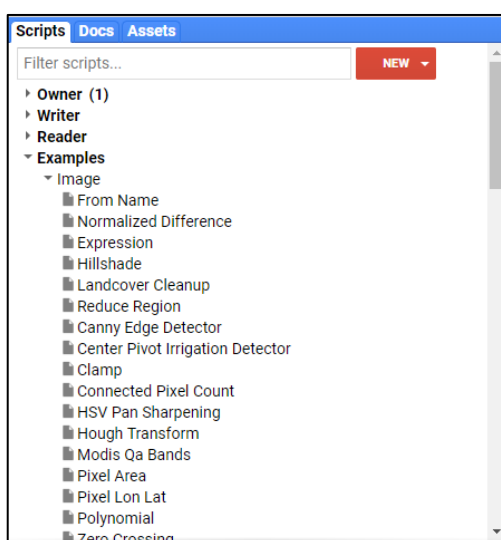 Scripts Docs Assets
Filter scripts... NEW
Owner (1)
Writer
Reader
Examples
Image
From Name
Normalized Difference
Expression
Hillshade
Landcover Cleanup
Reduce Region
Canny Edge Detector
Center Pivot Irrigation Detector
Clamp
Connected Pixel Count
HSV Pan Sharpening
Hough Transform
Modis Qa Bands
Pixel Area
Pixel Lon Lat
Polynomial
Zero Crossing